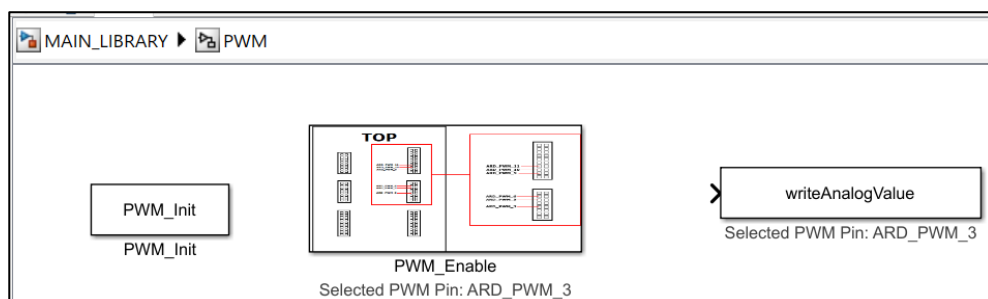 MAIN_LIBRARY PWM
TOP
PWM_Init
PWM_Init
PWM_Enable
Selected PWM Pin: ARD_PWM_3
writeAnalogValue
Selected PWM Pin: ARD_PWM_3